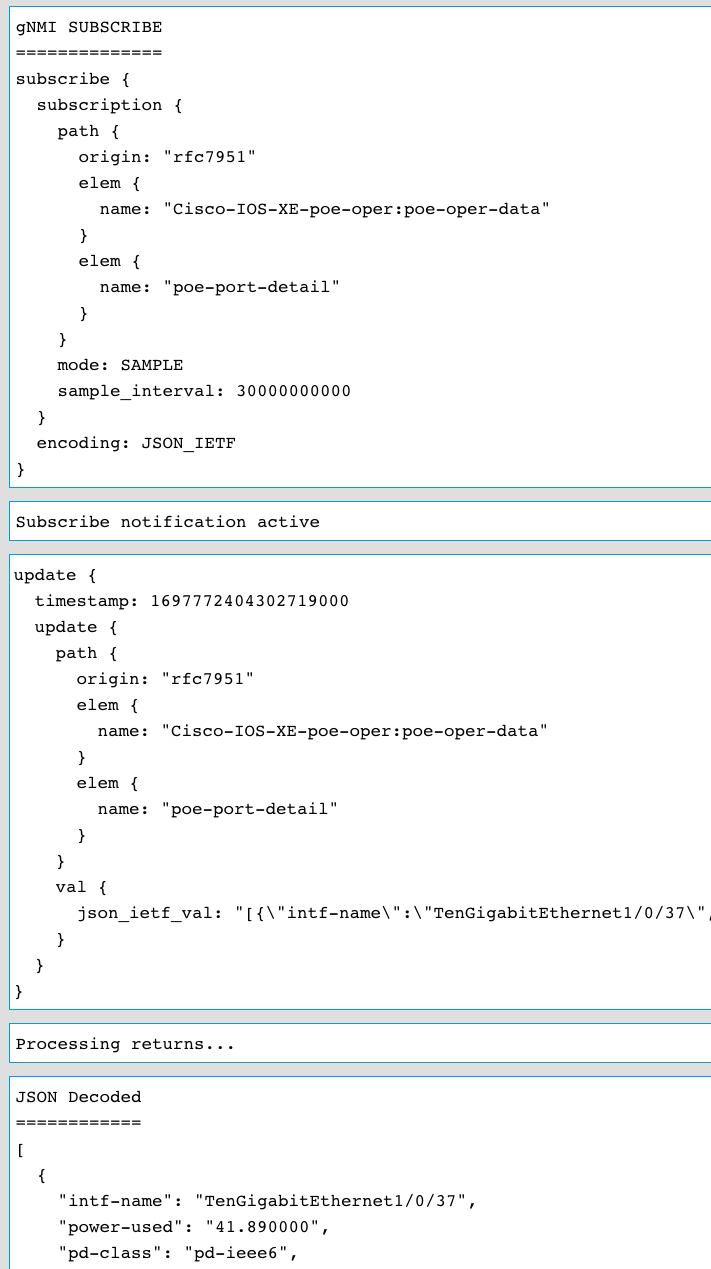 gNMI SUBSCRIBE
==============
subscribe {
  subscription {
    path {
      origin: "rfc7951"
      elem {
        name: "Cisco-IOS-XE-poe-oper:poe-oper-data"
      }
      elem {
        name: "poe-port-detail"
      }
    }
    mode: SAMPLE
    sample_interval: 30000000000
  }
  encoding: JSON_IETF
}
Subscribe notification active
update {
  timestamp: 1697772404302719000
  update {
    path {
      origin: "rfc7951"
      elem {
        name: "Cisco-IOS-XE-poe-oper:poe-oper-data"
      }
      elem {
        name: "poe-port-detail"
      }
    }
    val {
      json_ietf_val: "[{\"intf-name\":\"TenGigabitEthernet1/0/37\",
    }
  }
}
Processing returns...
JSON Decoded
============
[
  {
    "intf-name": "TenGigabitEthernet1/0/37",
    "power-used": "41.890000",
    "pd-class": "pd-ieee6",